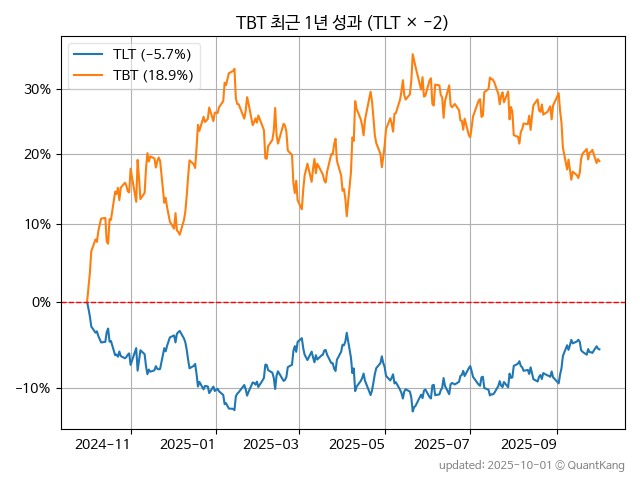 TBT 최근 1년 성과 (TLT × −2)
TLT (−5.7%)
TBT (18.9%)
30%
20%
10%
0%
−10%
2024−11
2025−01
2025−03
2025−05
2025−07
2025−09
updated: 2025-10-01 © QuantKang